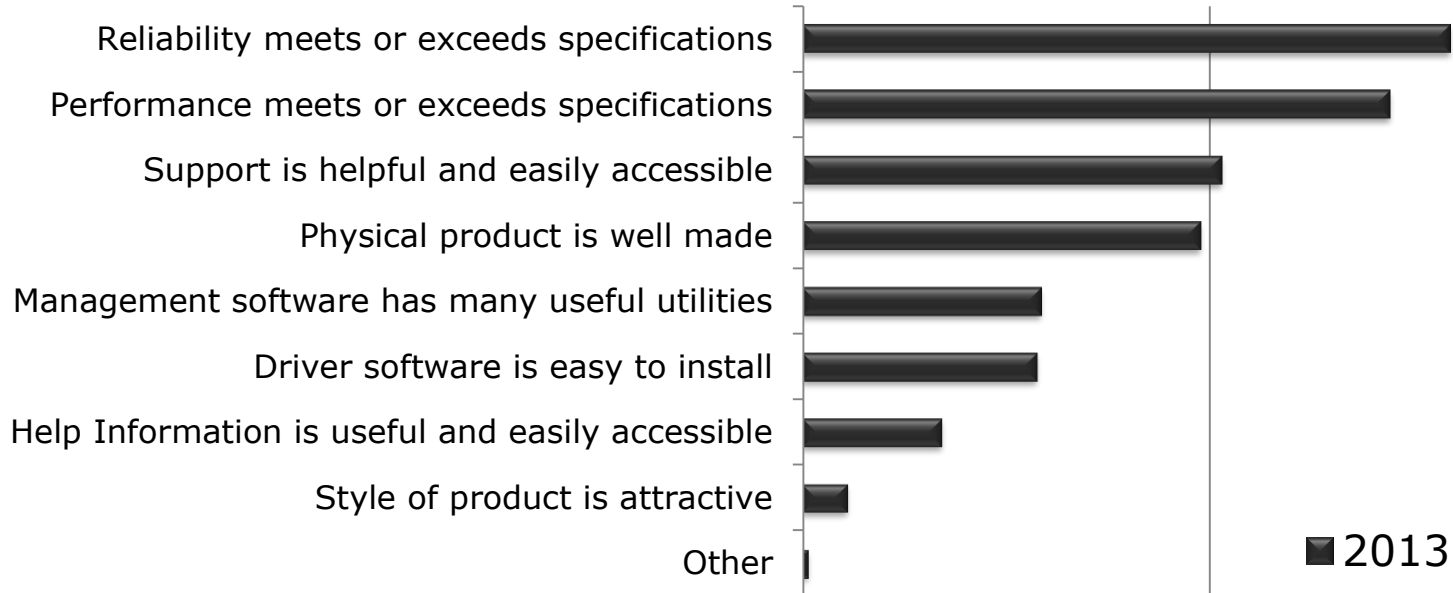 Reliability meets or exceeds specifications
Performance meets or exceeds specifications
Support is helpful and easily accessible
Physical product is well made
Management software has many useful utilities
Driver software is easy to install
Help Information is useful and easily accessible
Style of product is attractive
Other
2013